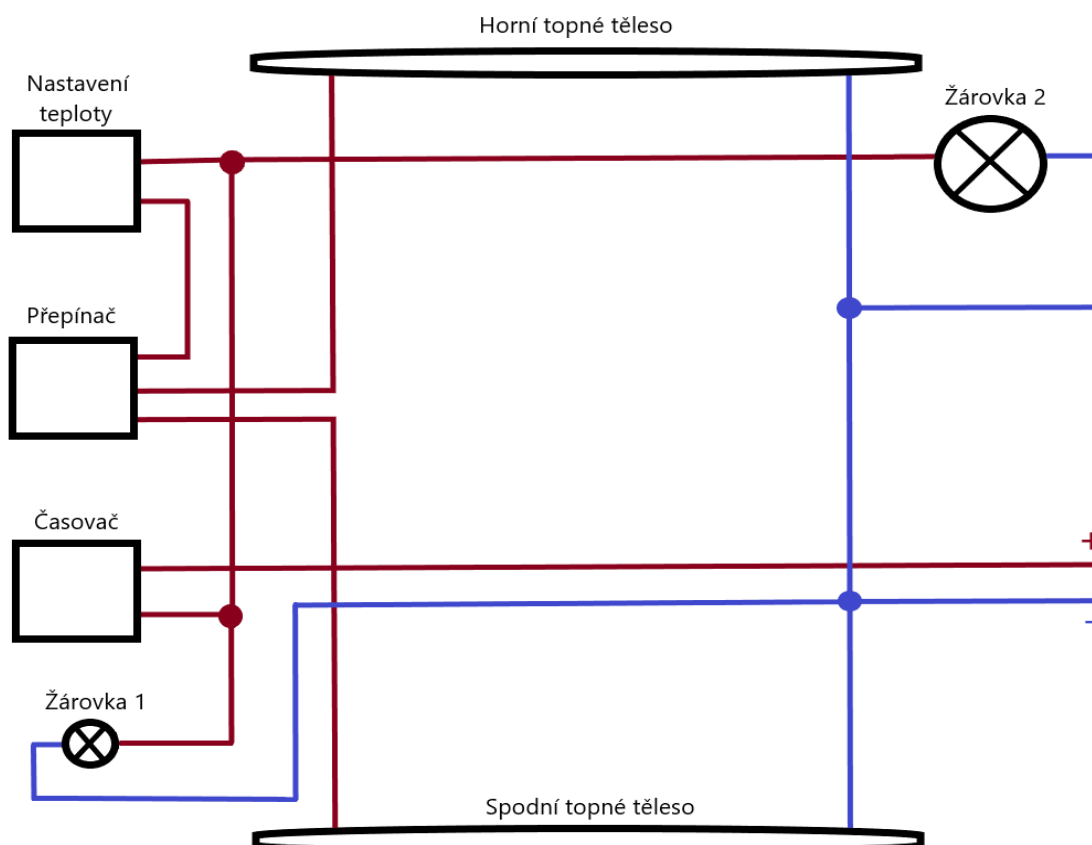 Horní topné těleso
Nastavení
teploty
Žárovka 2
Přepínač
Časovač
+
-
Žárovka 1
Spodní topné těleso